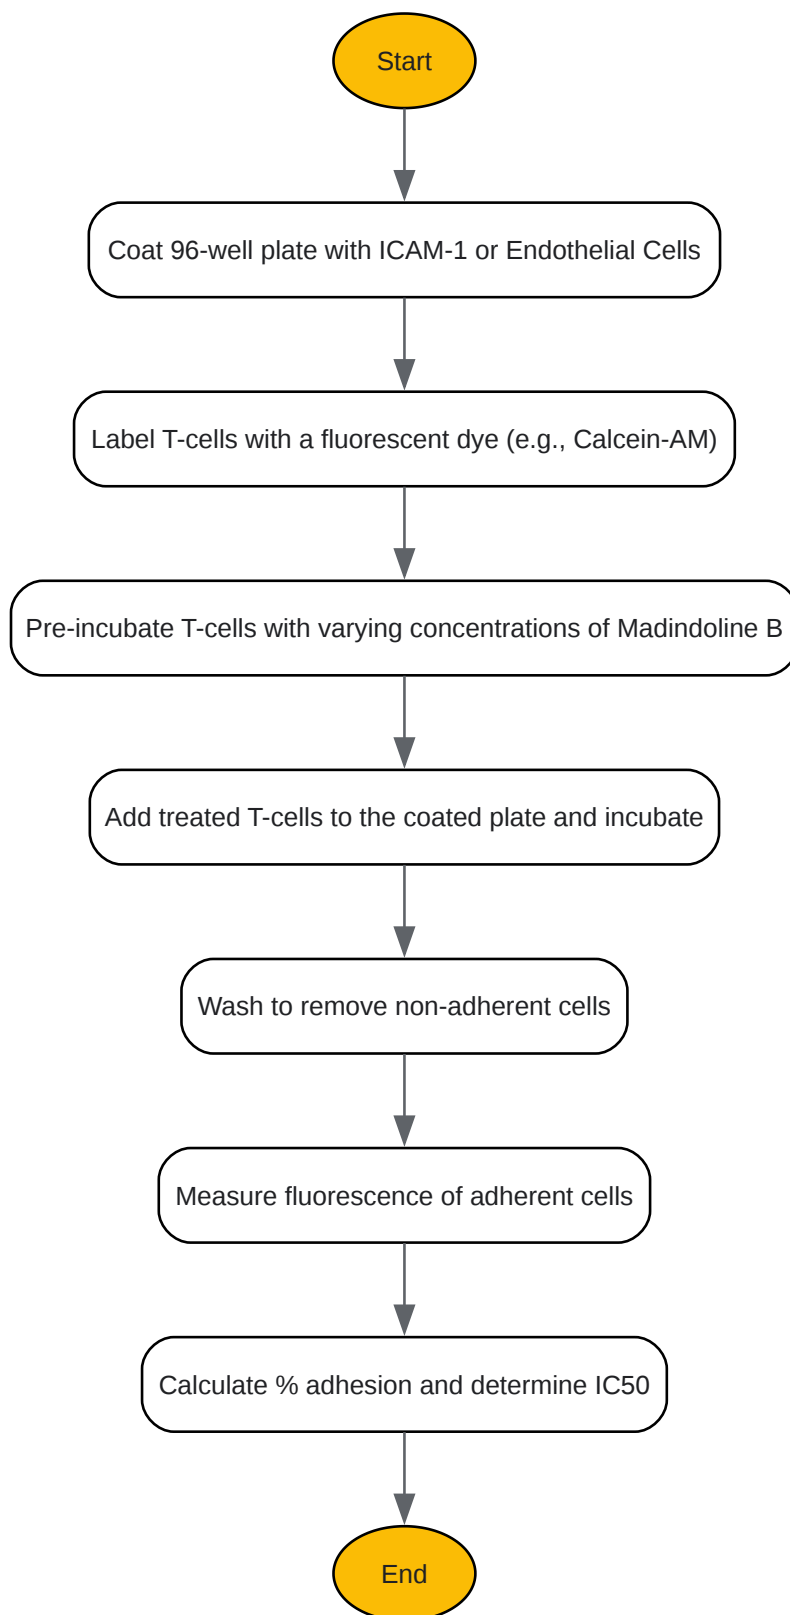 Start
Coat 96-well plate with ICAM-1 or Endothelial Cells
Label T-cells with a fluorescent dye (e.g., Calcein-AM)
Pre-incubate T-cells with varying concentrations of Madindoline B
Add treated T-cells to the coated plate and incubate
Wash to remove non-adherent cells
Measure fluorescence of adherent cells
Calculate % adhesion and determine IC50
End